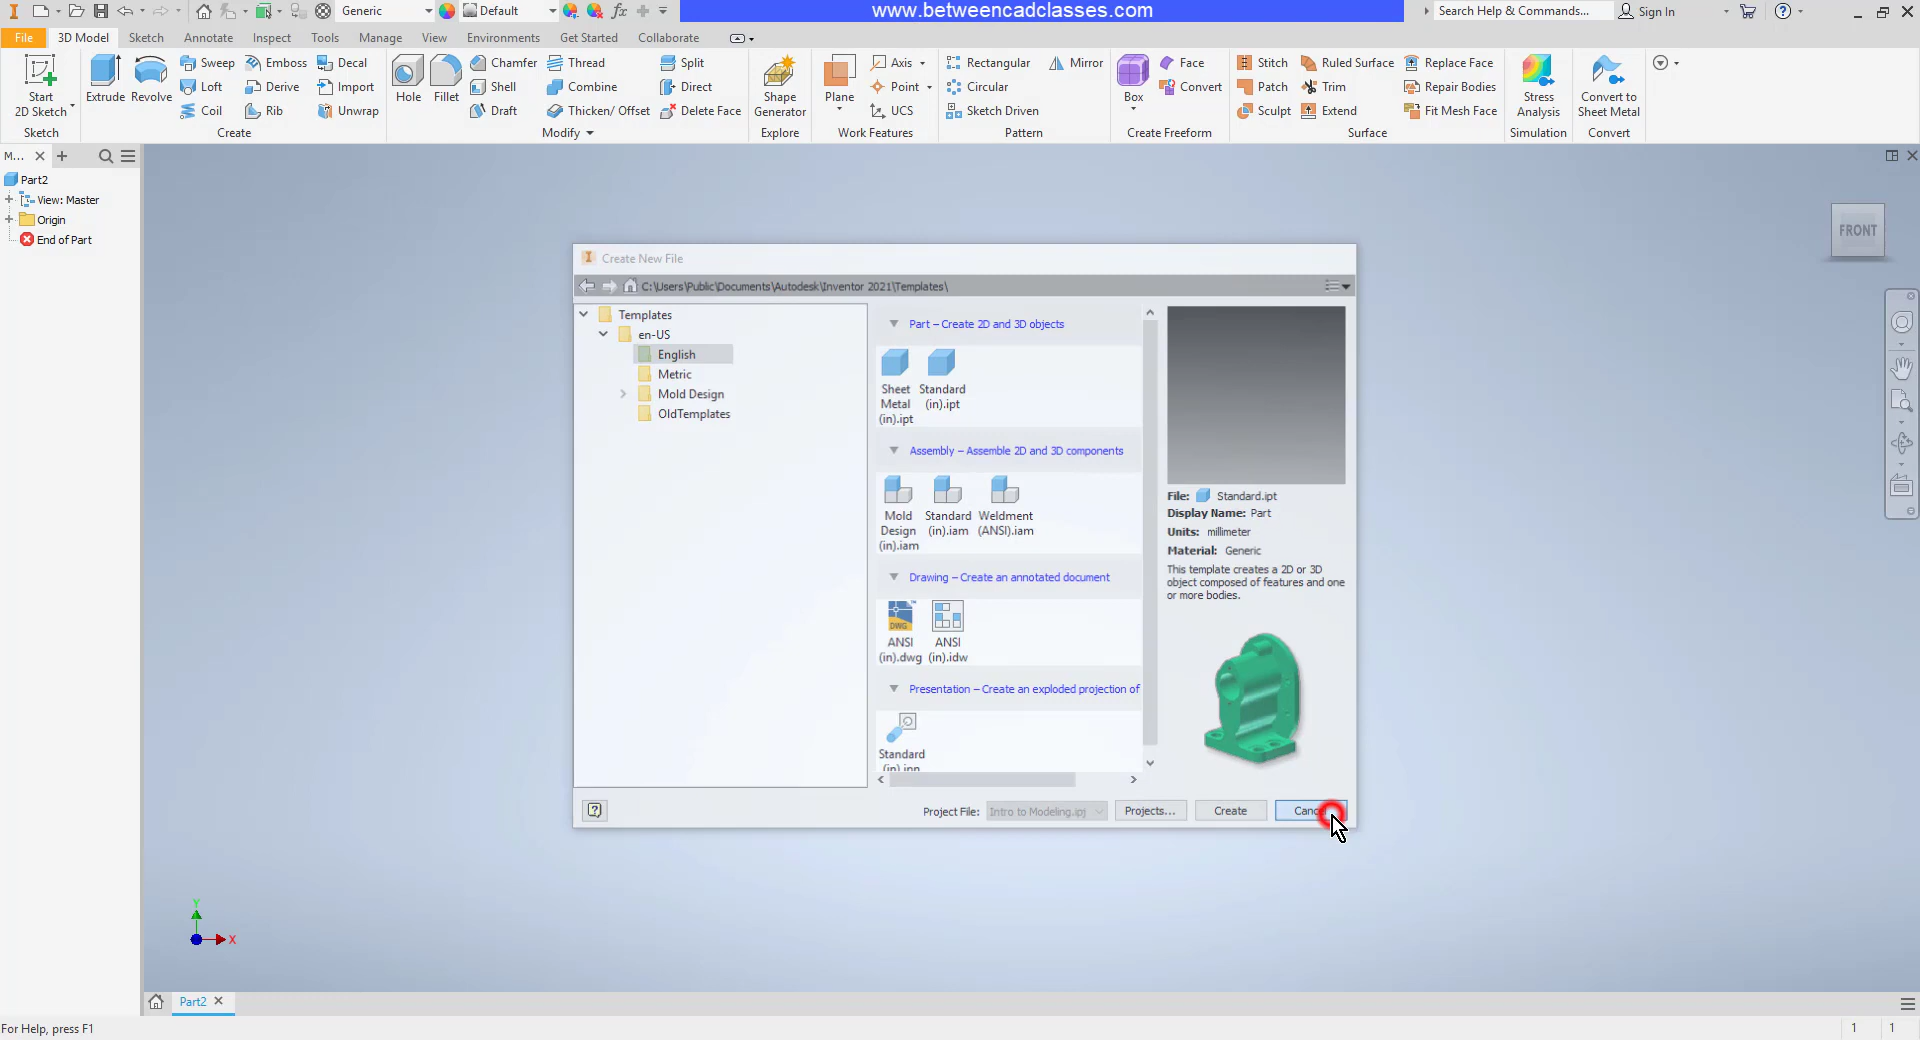 Generic
Default
www.betweencadclasses.com
Search Help & Commands...
Sign In
File
3D Model
Sketch
Annotate
Inspect
Tools
Manage
View
Environments
Get Started
Collaborate
Start
2D Sketch
Sketch
Extrude
Revolve
Sweep
Loft
Coil
Emboss
Derive
Rib
Decal
Import
Unwrap
Create
Hole
Fillet
Chamfer
Shell
Draft
Thread
Combine
Thicken/ Offset
Split
Direct
Delete Face
Modify
Shape
Generator
Explore
Plane
Axis
Point
UCS
Work Features
Rectangular
Circular
Sketch Driven
Mirror
Pattern
Box
Face
Convert
Create Freeform
Stitch
Patch
Sculpt
Ruled Surface
Trim
Extend
Replace Face
Repair Bodies
Fit Mesh Face
Surface
Stress
Analysis
Simulation
Convert to
Sheet Metal
Convert
M...
Part2
View: Master
Origin
End of Part
FRONT
Create New File
C:\Users\Public\Documents\Autodesk\Inventor 2021\Templates\
Templates
en-US
English
Metric
Mold Design
OldTemplates
Part – Create 2D and 3D objects
Sheet
Metal
(in).ipt
Standard
(in).ipt
Assembly – Assemble 2D and 3D components
Mold
Design
(in).iam
Standard
(in).iam
Weldment
(ANSI).iam
Drawing – Create an annotated document
DWG
ANSI
(in).dwg
ANSI
(in).idw
Presentation – Create an exploded projection of
Standard
File: Standard.ipt
Display Name: Part
Units: millimeter
Material: Generic
This template creates a 2D or 3D
object composed of features and one
or more bodies.
Project File:
Intro to Modeling.ipj
Projects...
Create
Y
X
Part2
For Help, press F1
1
1